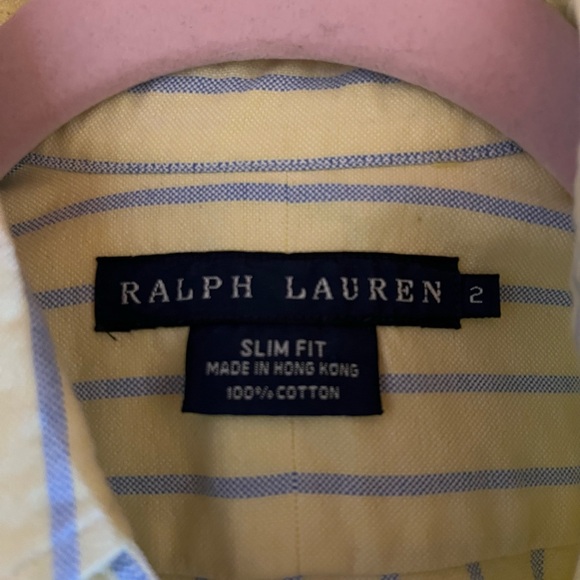 RALPH LAUREN 2
SLIM FIT
MADE IN HONG KONG
100% COTTON